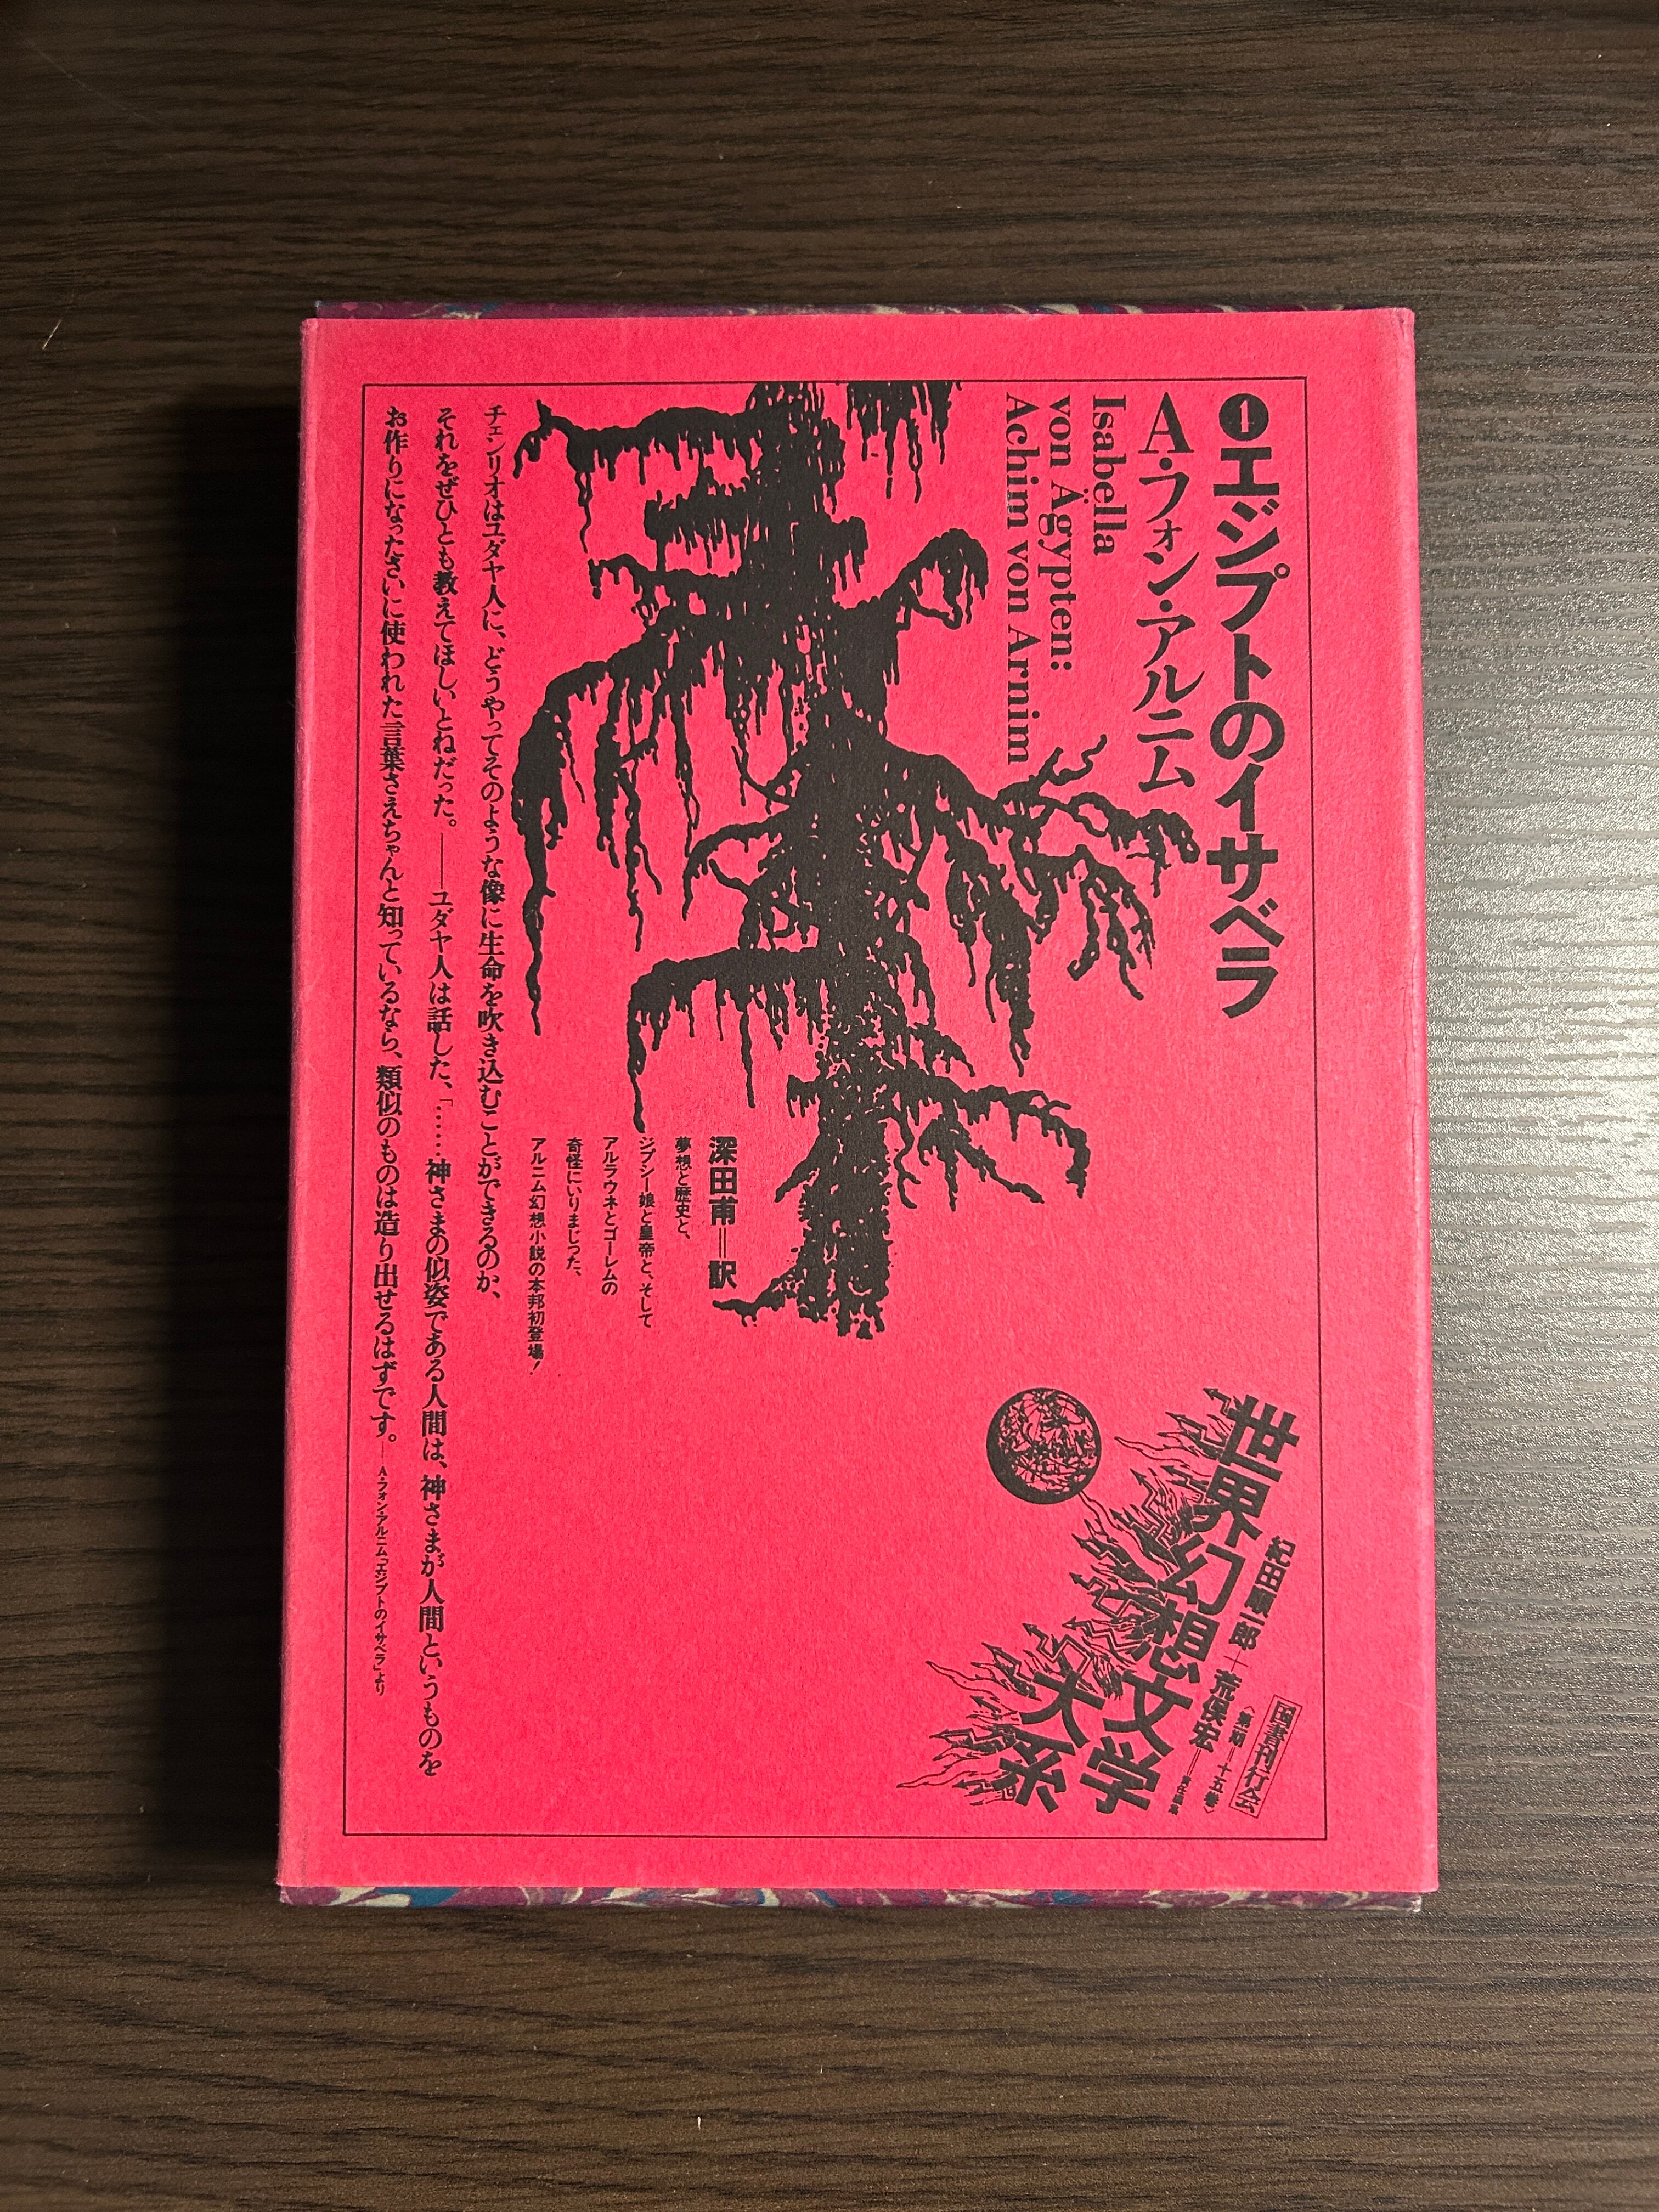 ❶エジプトのイサベラ
A・フォン・アルニム
Isabella
von Ägypten:
Achim von Arnim
深田甫＝訳
夢想と歴史と、
ジプシー娘と皇帝と、そして
アルラウネとゴーレムの
奇怪にいりまじった、
アルニム幻想小説の本邦初登場！
チェンリオはユダヤ人に、どうやってそのような像に生命を吹き込むことができるのか、
それをぜひとも教えてほしいとねだった。——ユダヤ人は話した、「……神さまの似姿である人間は、神さまが人間というものを
お作りになったさいに使われた言葉さえちゃんと知っているなら、類似のものは造り出せるはずです。——A・フォン・アルニム「エジプトのイサベラ」より
国書刊行会
〈第一期＝十五巻〉
紀田順一郎＋荒俣宏＝責任編集
世界幻想文学大系